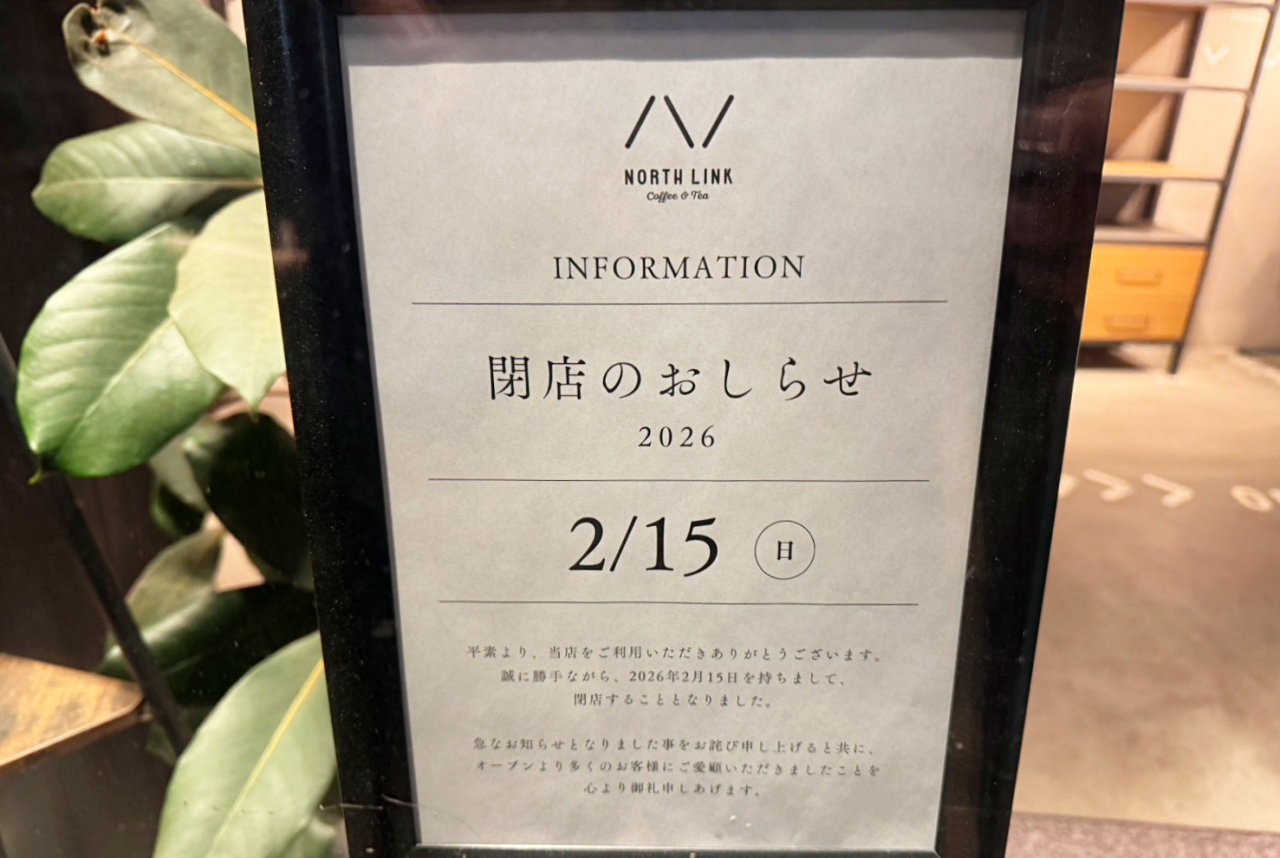 NORTH LINK
Coffee & Tea
INFORMATION
閉店のおしらせ
2026
2/15 日
平素より、当店をご利用いただきありがとうございます。
誠に勝手ながら、2026年2月15日を持ちまして、
閉店することとなりました。
急なお知らせとなりました事をお詫び申し上げると共に、
オープンより多くのお客様にご愛顧いただきましたことを
心より御礼申しあげます。